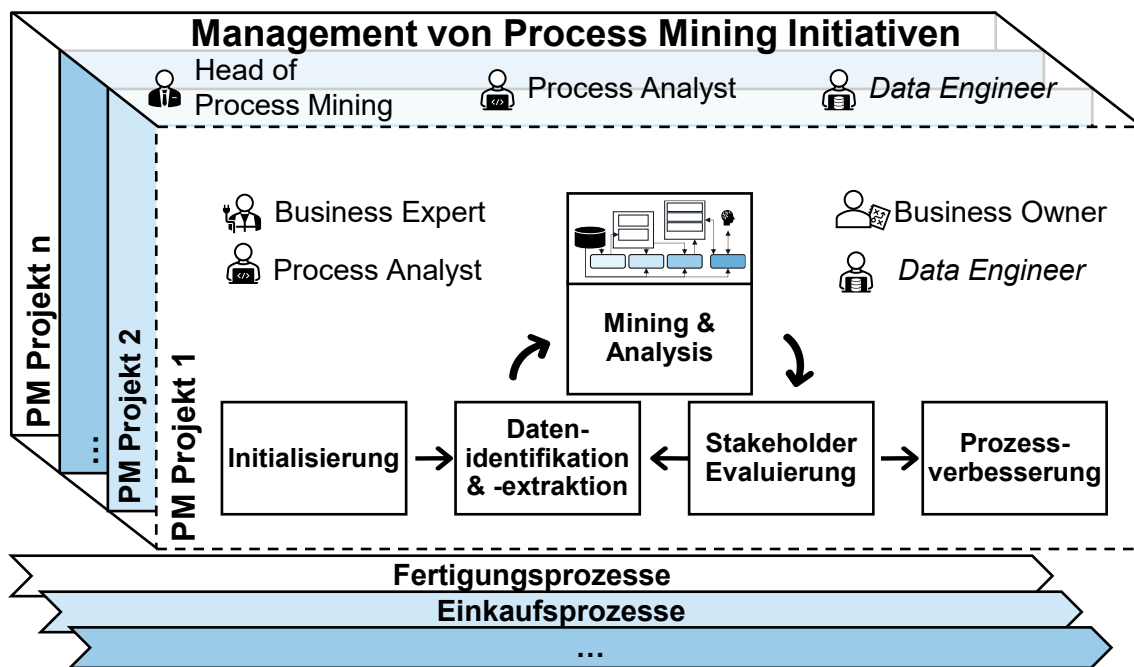 Management von Process Mining Initiativen
Head of
Process Mining
Process Analyst
Data Engineer
PM Projekt n
...
PM Projekt 2
PM Projekt 1
Business Expert
Process Analyst
Business Owner
Data Engineer
Mining &
Analysis
Initialisierung
Daten-
identifikation
& -extraktion
Stakeholder
Evaluierung
Prozess-
verbesserung
Fertigungsprozesse
Einkaufsprozesse
...